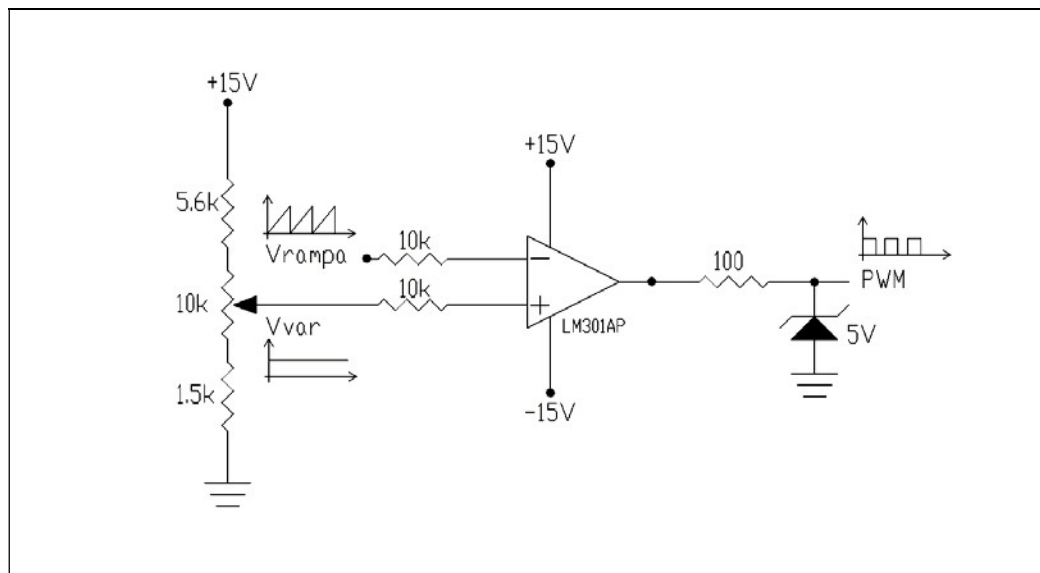 +15V
+15V
5.6k
Vrampa
10k
10k
100
PWM
10k
Vvar
LM301AP
5V
1.5k
-15V